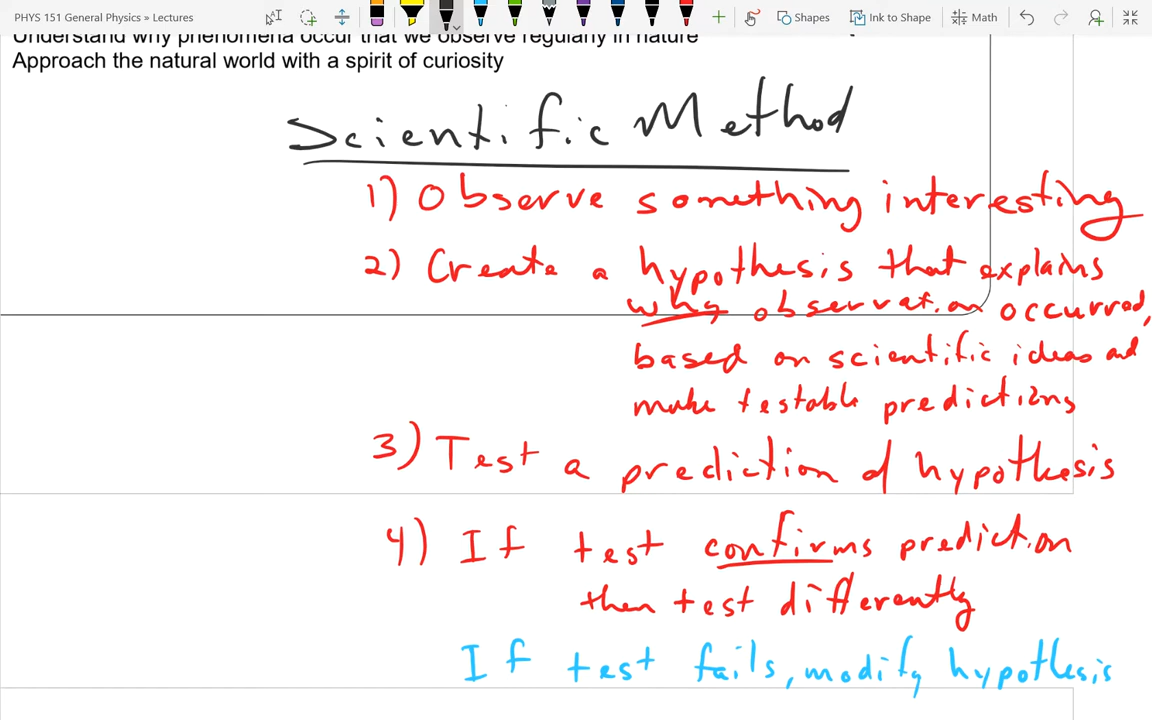 PHYS 151 General Physics » Lectures
Shapes
Ink to Shape
Math
Understand why phenomena occur that we observe regularly in nature
Approach the natural world with a spirit of curiosity
Scientific Method
1) Observe something interesting
2) Create a hypothesis that explains
why observation occurred,
based on scientific ideas and
make testable predictions
3) Test a prediction of hypothesis
4) If test confirms prediction
then test differently
If test fails, modify hypothesis